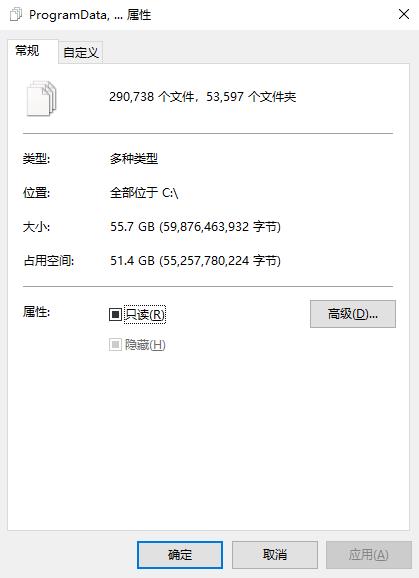 ProgramData, ... 属性
常规
自定义
290,738 个文件，53,597 个文件夹
类型: 多种类型
位置: 全部位于 C:\
大小: 55.7 GB (59,876,463,932 字节)
占用空间: 51.4 GB (55,257,780,224 字节)
属性: 只读(R) 高级(D)...
隐藏(H)
确定 取消 应用(A)